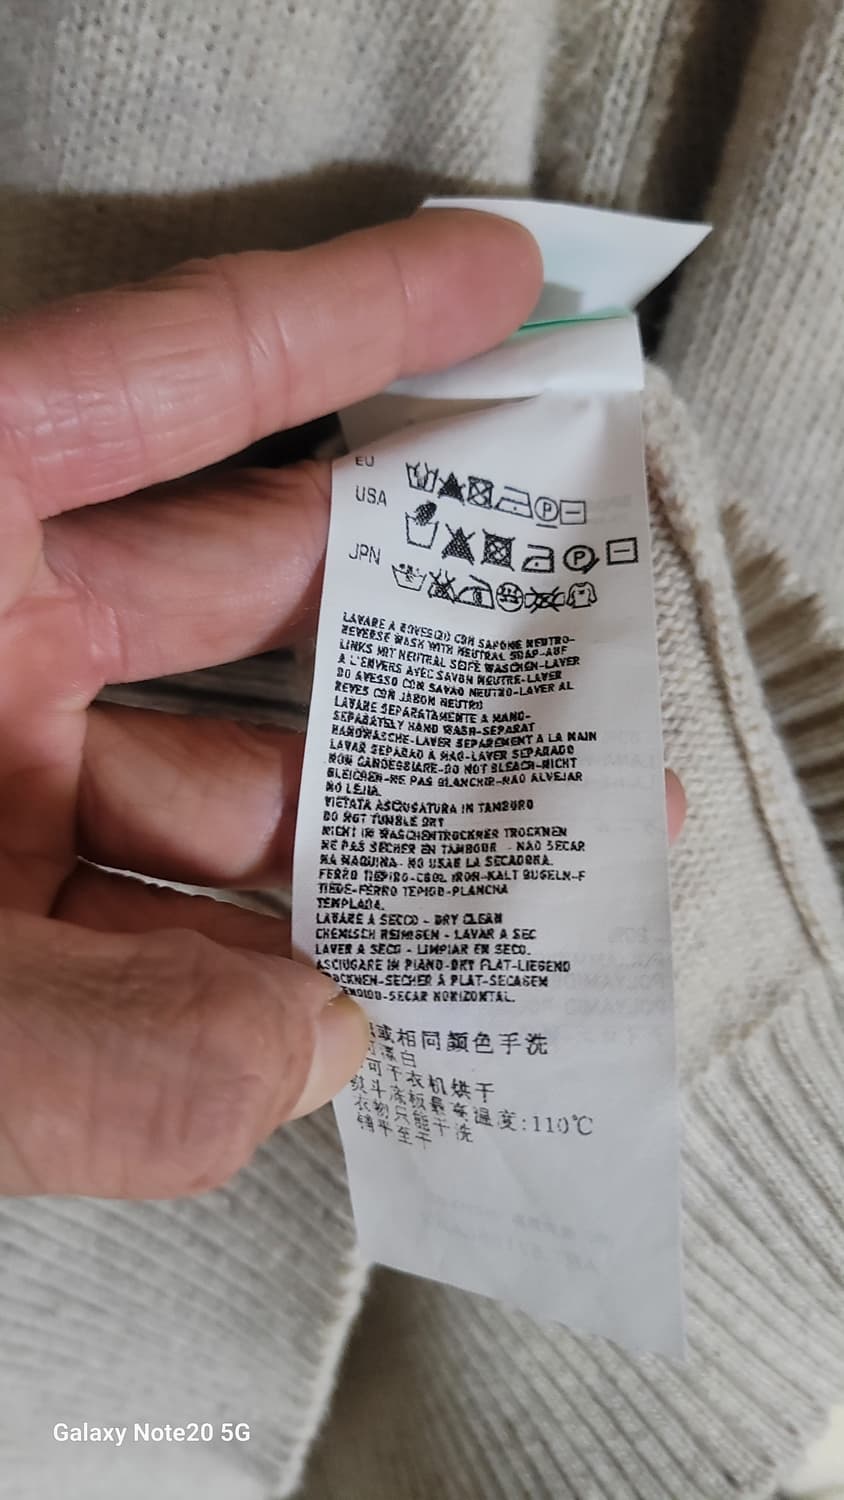 EU
USA
JPN
LAVARE A ROVESCIO CON SAPONE NEUTRO-
REVERSE WASH WITH NEUTRAL SOAP-AUF
LINKS MIT NEUTRAL SEIFE WASCHEN-LAVER
A L'ENVERS AVEC SAVON NEUTRE-LAVER
DO AVESSO CON SAVAO NEUTRO-LAVER AL
REVES CON JABON NEUTRO
LAVARE SEPARATAMENTE A MANO-
SEPARATELY HAND WASH-SEPARAT
HANDWASCHE-LAVER SEPAREMENT A LA MAIN
LAVAR SEPARAD A MAO-LAVER SEPARADO
NON CANDEGGIARE-DO NOT BLEACH-NICHT
BLEICHEN-NE PAS BLANCHIR-NAO ALVEJAR
NO LEJIA.
VIETATA ASCIUGATURA IN TAMBURO
DO NOT TUMBLE DRY
NICHT IN WASCHENTROCKNER TROCKNEN
NE PAS SECHER EN TAMBOUR - NAO SECAR
NA MAQUINA- NO USAR LA SECADORA.
FERRO TIEPIDO-COOL IRON-KALT BUGELN-F
TIEDE-FERRO TEPIDO-PLANCHA
TEMPLADA.
LAVARE A SECCO - DRY CLEAN
CHEMISCH REINIGEN - LAVAR A SEC
LAVER A SECO - LIMPIAR EN SECO.
ASCIUGARE IN PIANO-DRY FLAT-LIEGEND
TROCKNEN-SECHER A PLAT-SECAGEM
SECAR HORIZONTAL.
或相同颜色手洗
漂白
可干衣机烘干
熨斗底板最高温度:110℃
衣物只能干洗
铺平至干
Galaxy Note20 5G